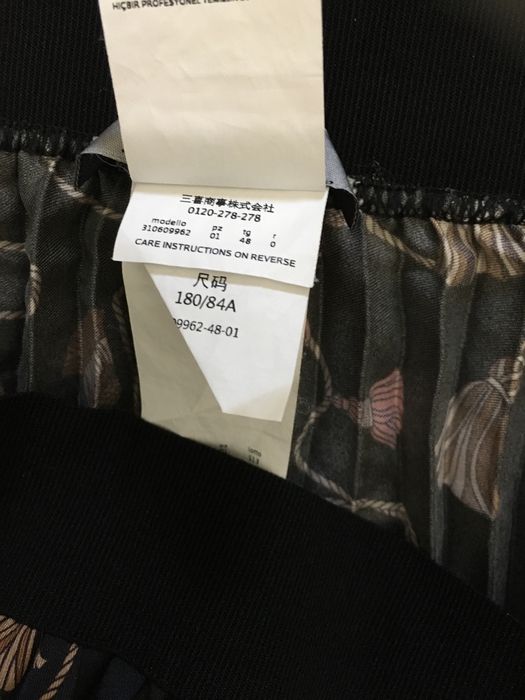 HIÇBIR PROFESYONEL
三喜商事株式会社
0120-278-278
modello pz tg r
310609962 01 48 0
CARE INSTRUCTIONS ON REVERSE
尺码
180/84A
09962-48-01